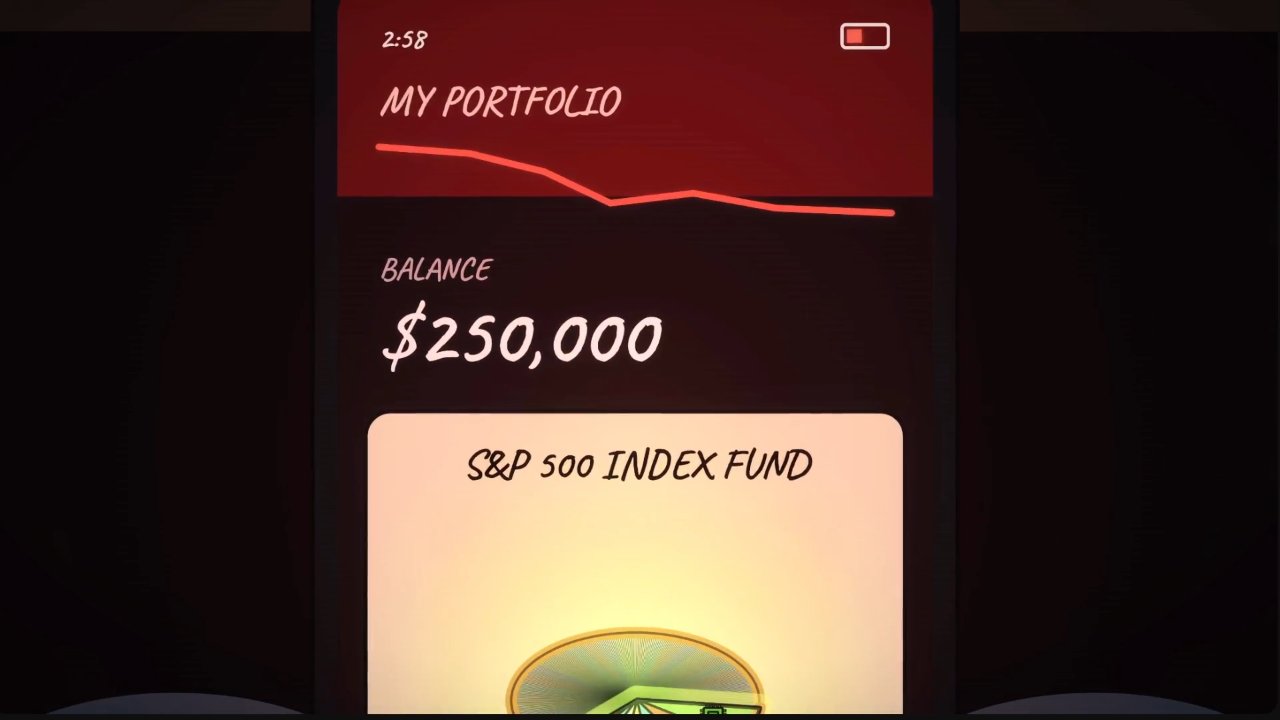 2:58
MY PORTFOLIO
BALANCE
$250,000
S&P 500 INDEX FUND